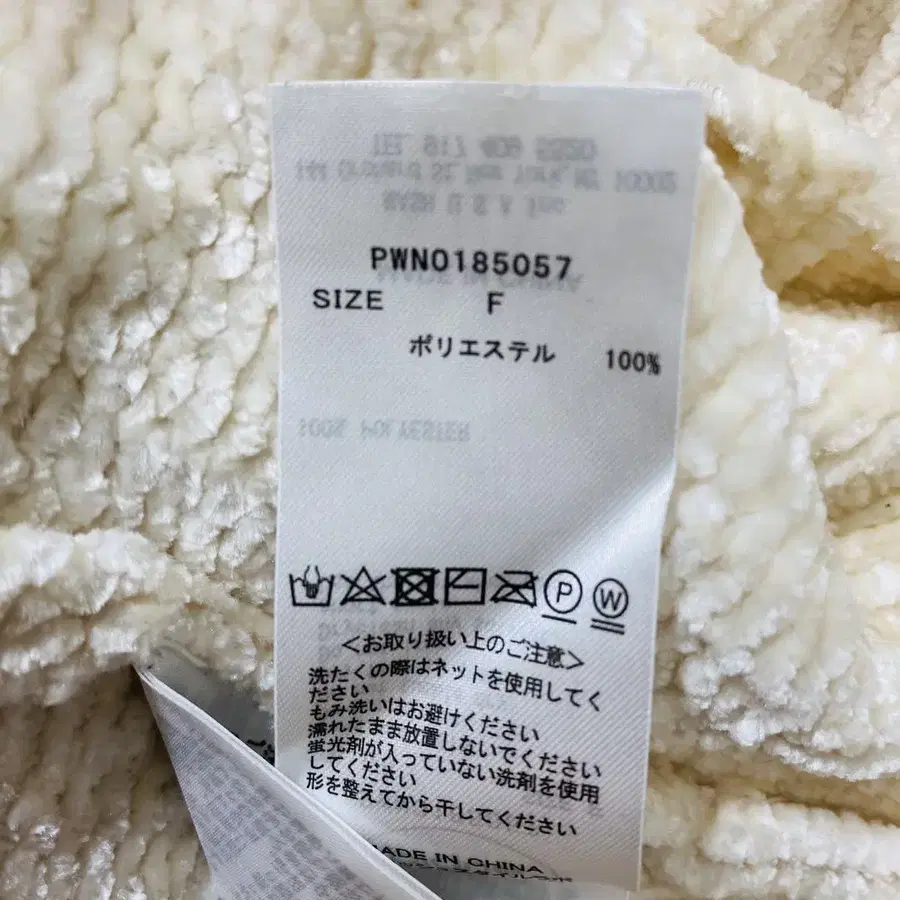 PWN0185057
SIZE F
ポリエステル 100%
100% POLYESTER
P W
<お取り扱い上のご注意>
洗たくの際はネットを使用してく
ださい
もみ洗いはお避けください
濡れたまま放置しないでください
蛍光剤が入っていない洗剤を使用
してください
形を整えてから干してください
MADE IN CHINA